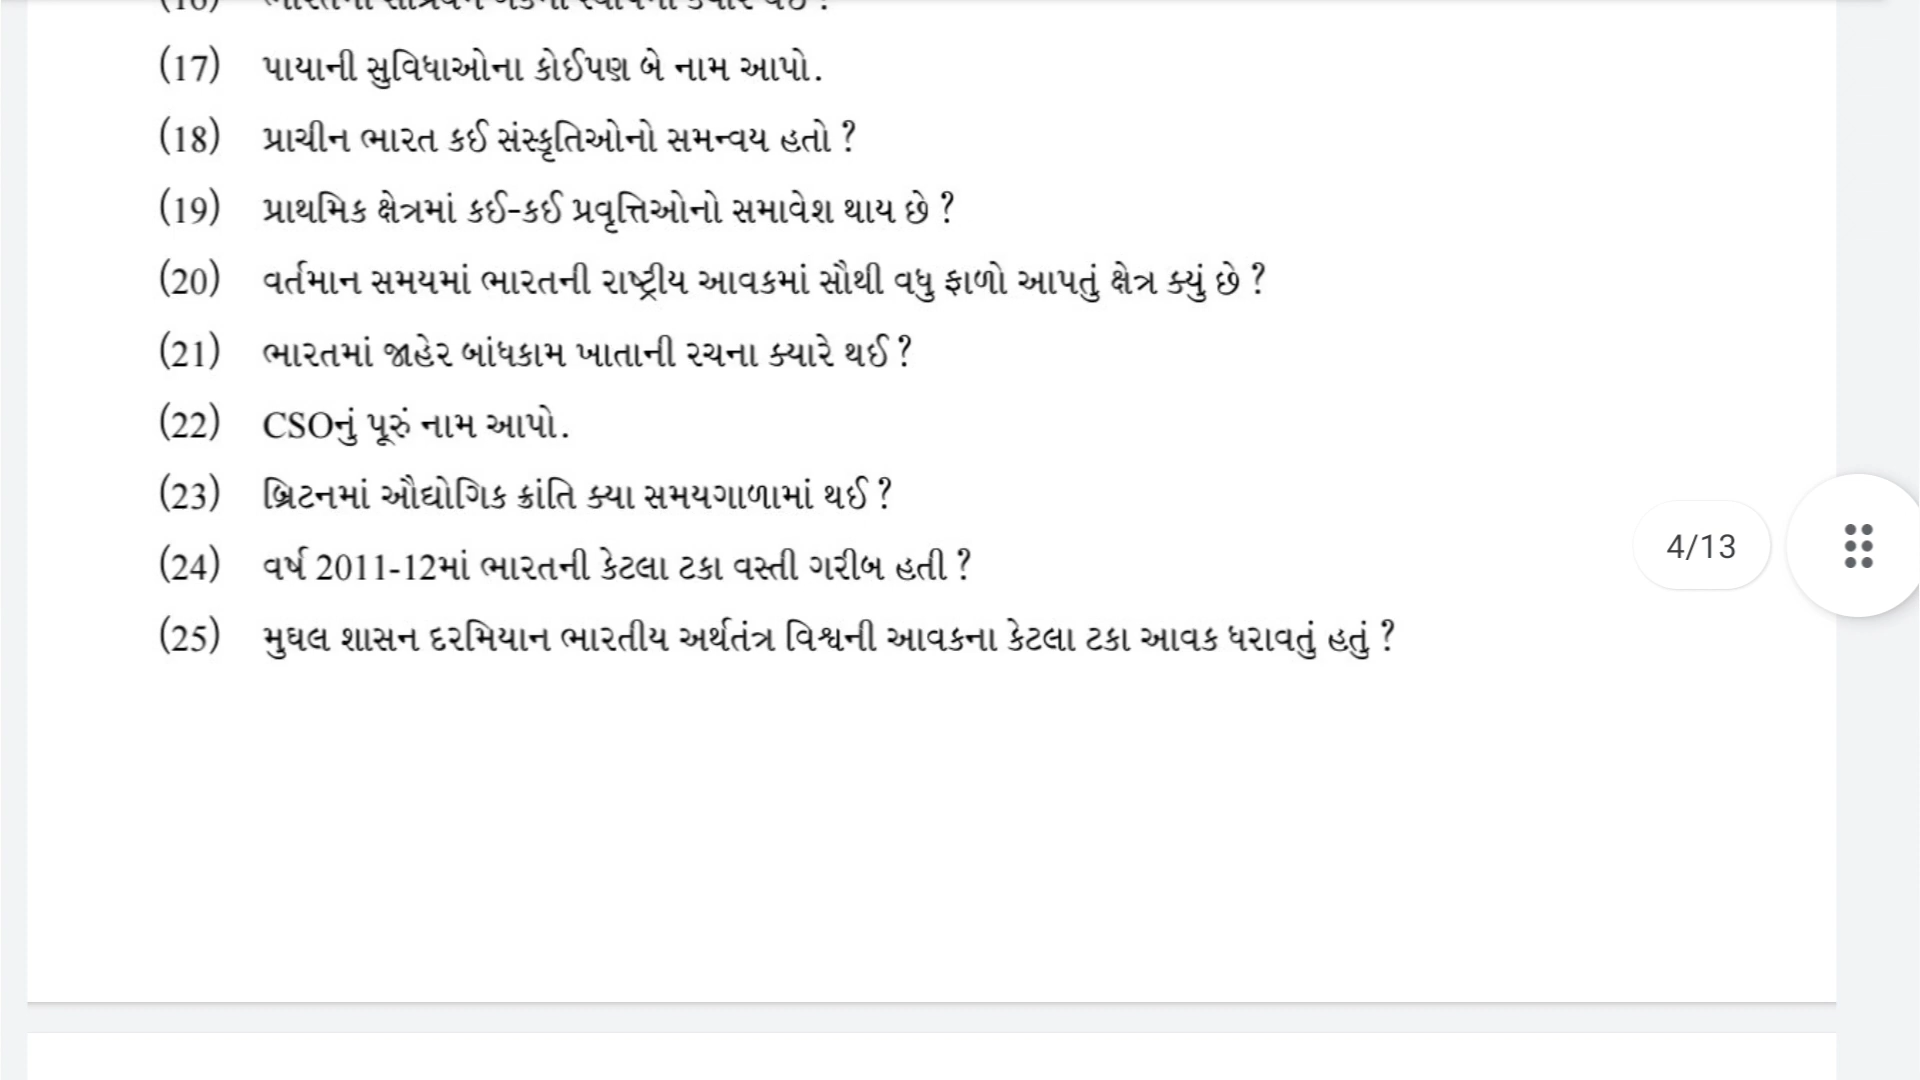 (17) પાયાની સુવિધાઓના કોઈપણ બે નામ આપો.
(18) પ્રાચીન ભારત કઈ સંસ્કૃતિઓનો સમન્વય હતો ?
(19) પ્રાથમિક ક્ષેત્રમાં કઈ-કઈ પ્રવૃત્તિઓનો સમાવેશ થાય છે ?
(20) વર્તમાન સમયમાં ભારતની રાષ્ટ્રીય આવકમાં સૌથી વધુ ફાળો આપતું ક્ષેત્ર ક્યું છે ?
(21) ભારતમાં જાહેર બાંધકામ ખાતાની રચના ક્યારે થઈ ?
(22) CSOનું પૂરું નામ આપો.
(23) બ્રિટનમાં ઔદ્યોગિક ક્રાંતિ ક્યા સમયગાળામાં થઈ ?
4/13
(24) વર્ષ 2011-12માં ભારતની કેટલા ટકા વસ્તી ગરીબ હતી ?
(25) મુઘલ શાસન દરમિયાન ભારતીય અર્થતંત્ર વિશ્વની આવકના કેટલા ટકા આવક ધરાવતું હતું ?